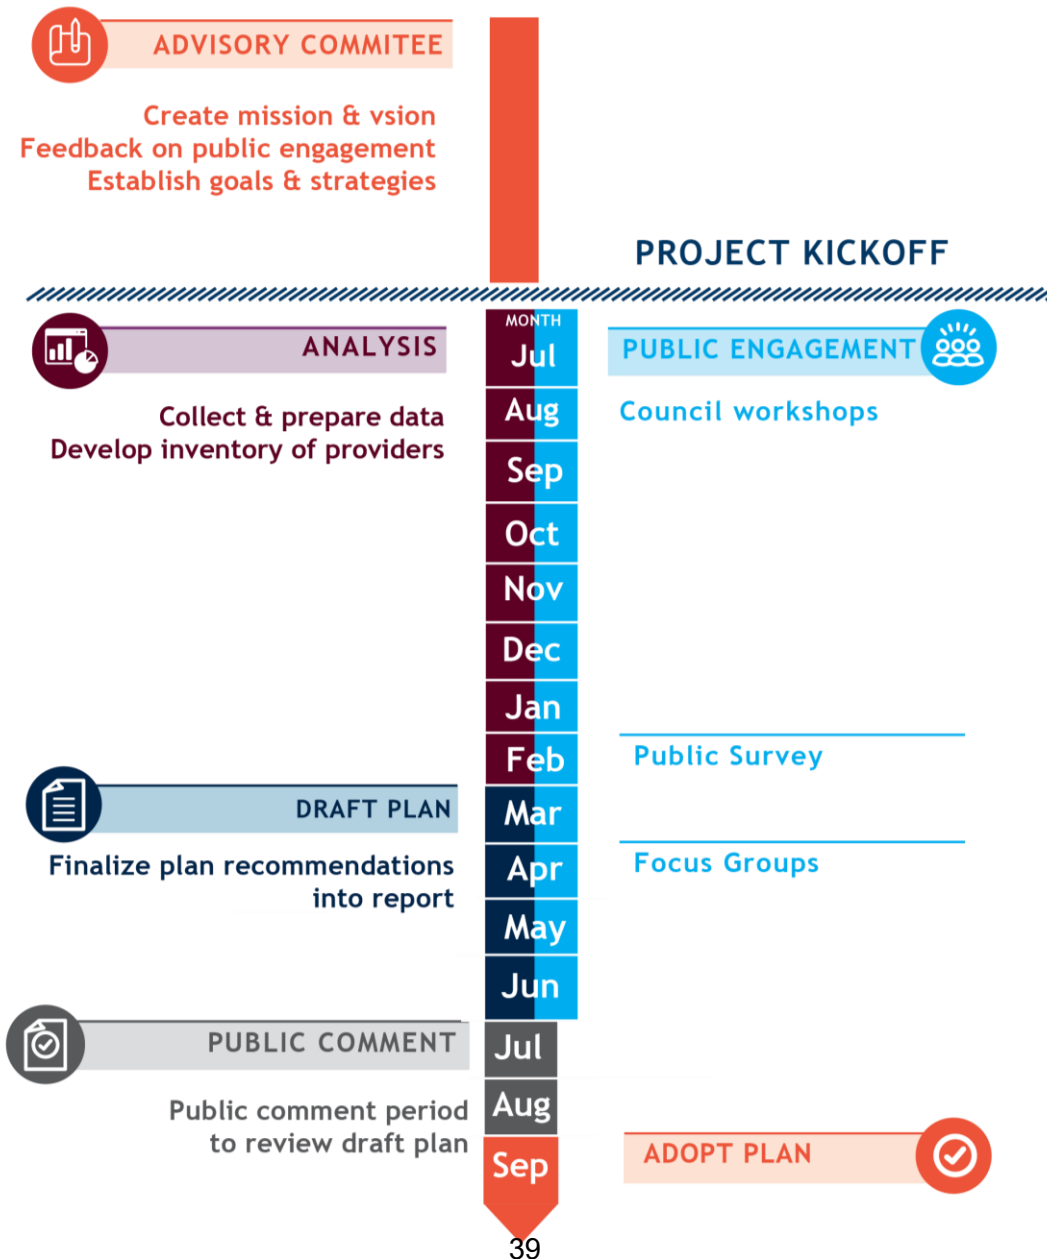 ADVISORY COMMITEE
Create mission & vsion
Feedback on public engagement
Establish goals & strategies
PROJECT KICKOFF
ANALYSIS
Collect & prepare data
Develop inventory of providers
MONTH
Jul
Aug
Sep
Oct
Nov
Dec
Jan
Feb
Mar
Apr
May
Jun
Jul
Aug
Sep
PUBLIC ENGAGEMENT
Council workshops
Public Survey
Focus Groups
DRAFT PLAN
Finalize plan recommendations
into report
PUBLIC COMMENT
Public comment period
to review draft plan
ADOPT PLAN
39